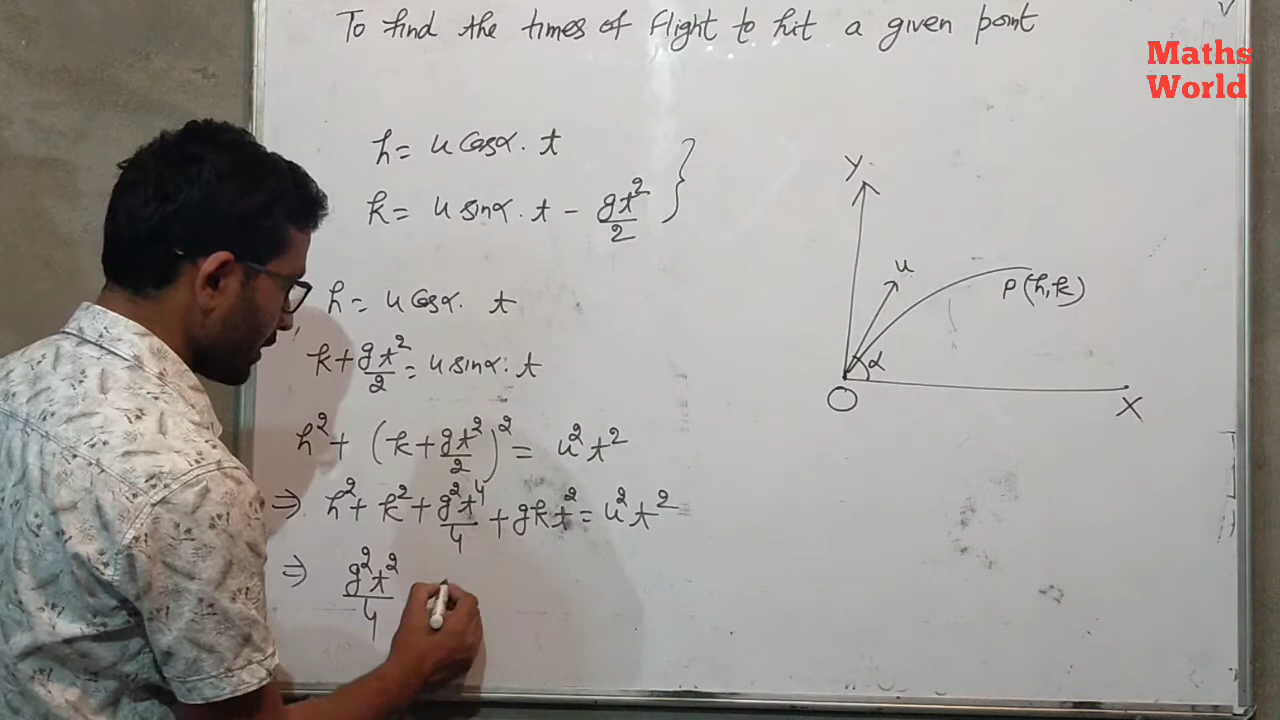 To find the times of flight to hit a given point
Maths
World
h = u cosα. t
k = u sinα. t - gt²/2 }
h = u cosα. t
k + gt²/2 = u sinα. t
h² + (k + gt²/2)² = u²t²
⇒ h² + k² + g²t⁴/4 + gkt² = u²t²
⇒ g²t²/4
Y
u
P(h,k)
α
O
X